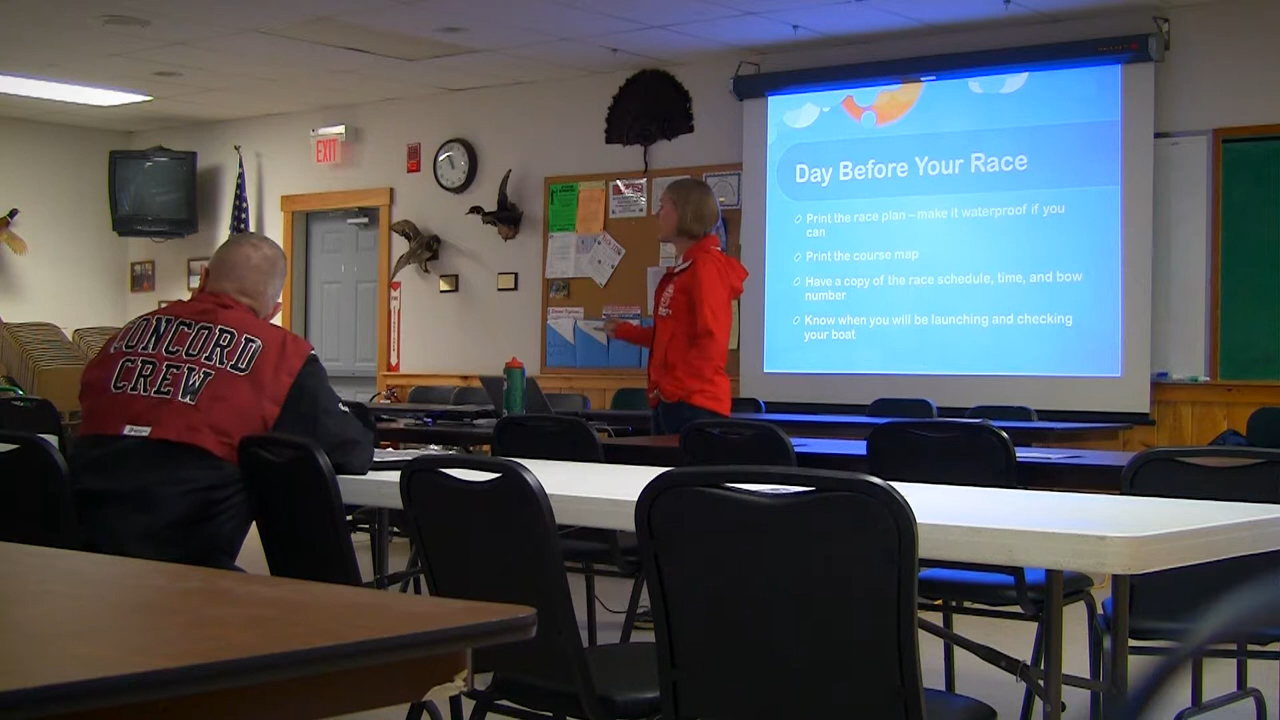 EXIT
Day Before Your Race
Print the race plan – make it waterproof if you
can
Print the course map
Have a copy of the race schedule, time, and bow
number
Know when you will be launching and checking
your boat
CONCORD
CREW